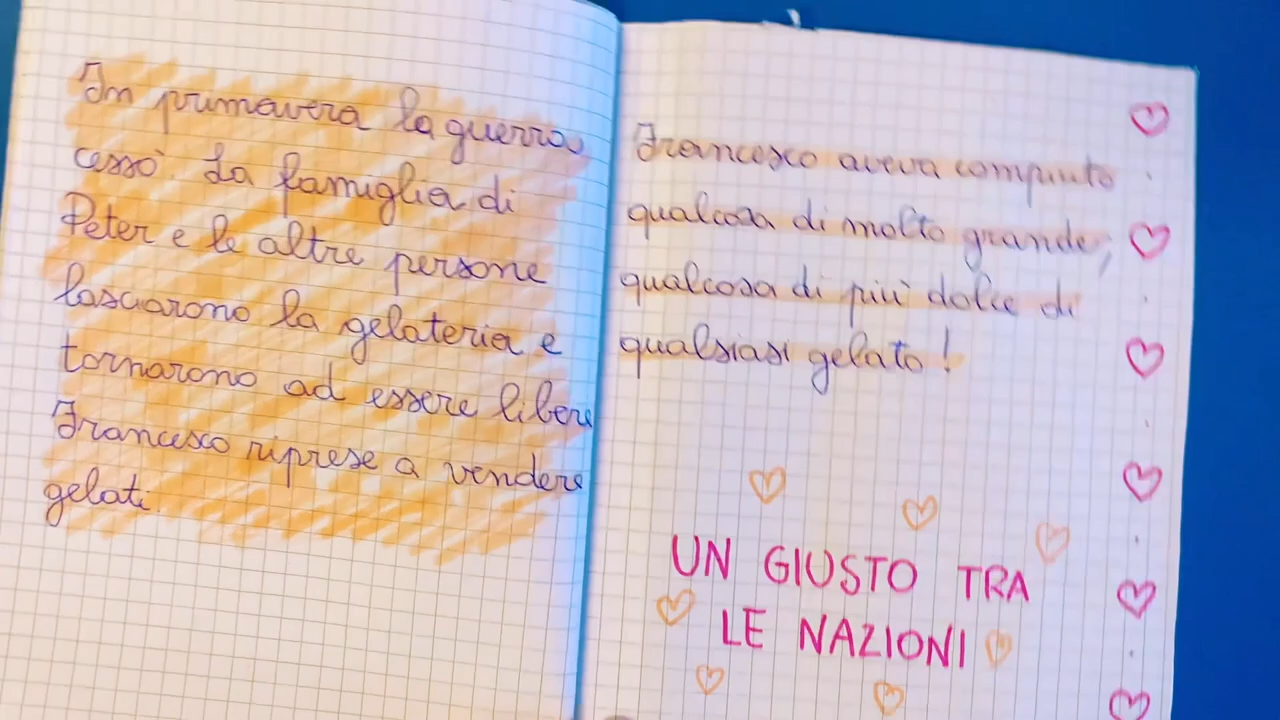 In primavera la guerra
cessò. La famiglia di
Peter e le altre persone
lasciarono la gelateria e
tornarono ad essere libere
Francesco riprese a vendere
gelati.
Francesco aveva compiuto
qualcosa di molto grande,
qualcosa di più dolce di
qualsiasi gelato!
UN GIUSTO TRA
LE NAZIONI